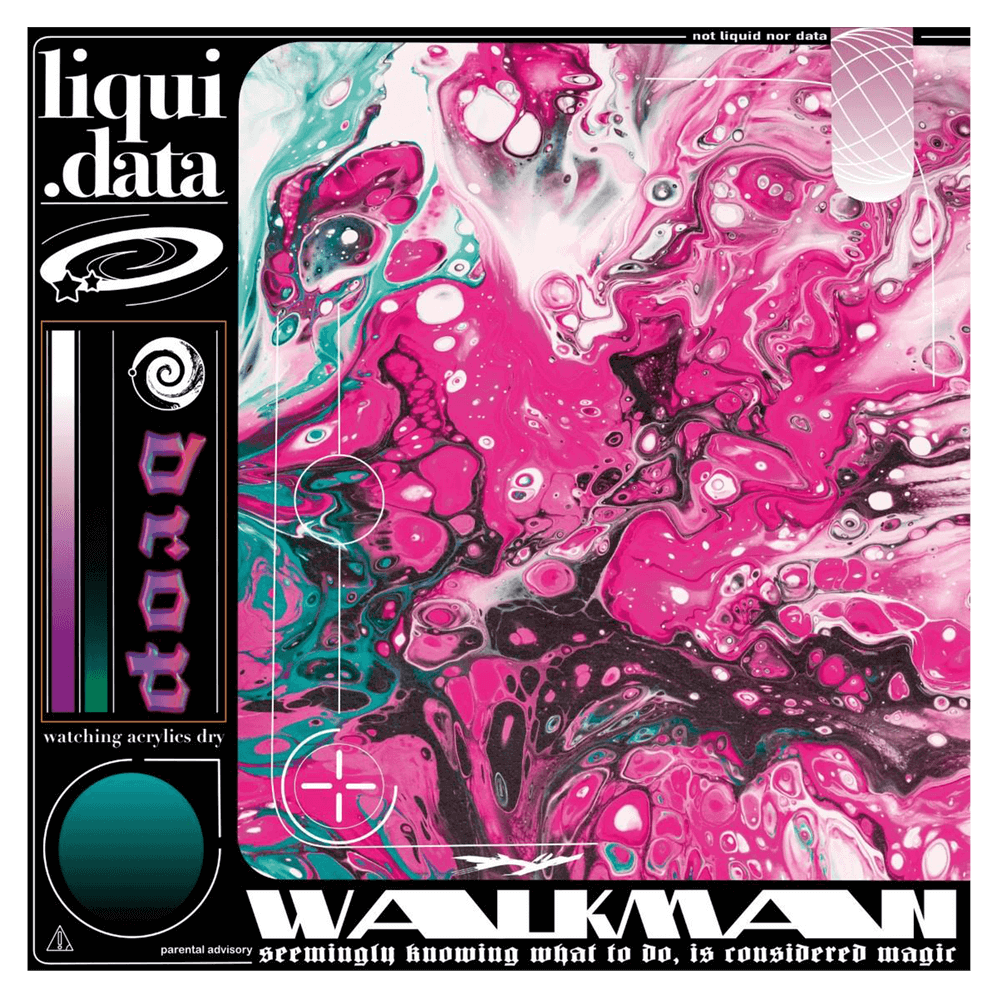 not liquid nor data
liqui
.data
watching acrylics dry
WALKMAN
parental advisory
seemingly knowing what to do, is considered magic